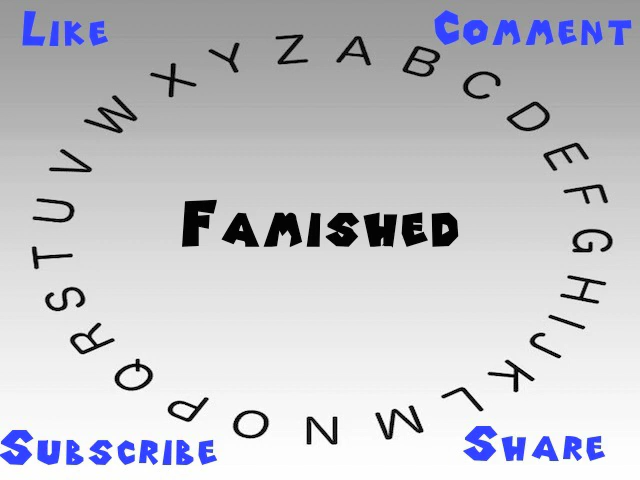 Like
Comment
A B C D E F G H I J K L M N O P Q R S T U V W X Y Z
Famished
Subscribe
Share